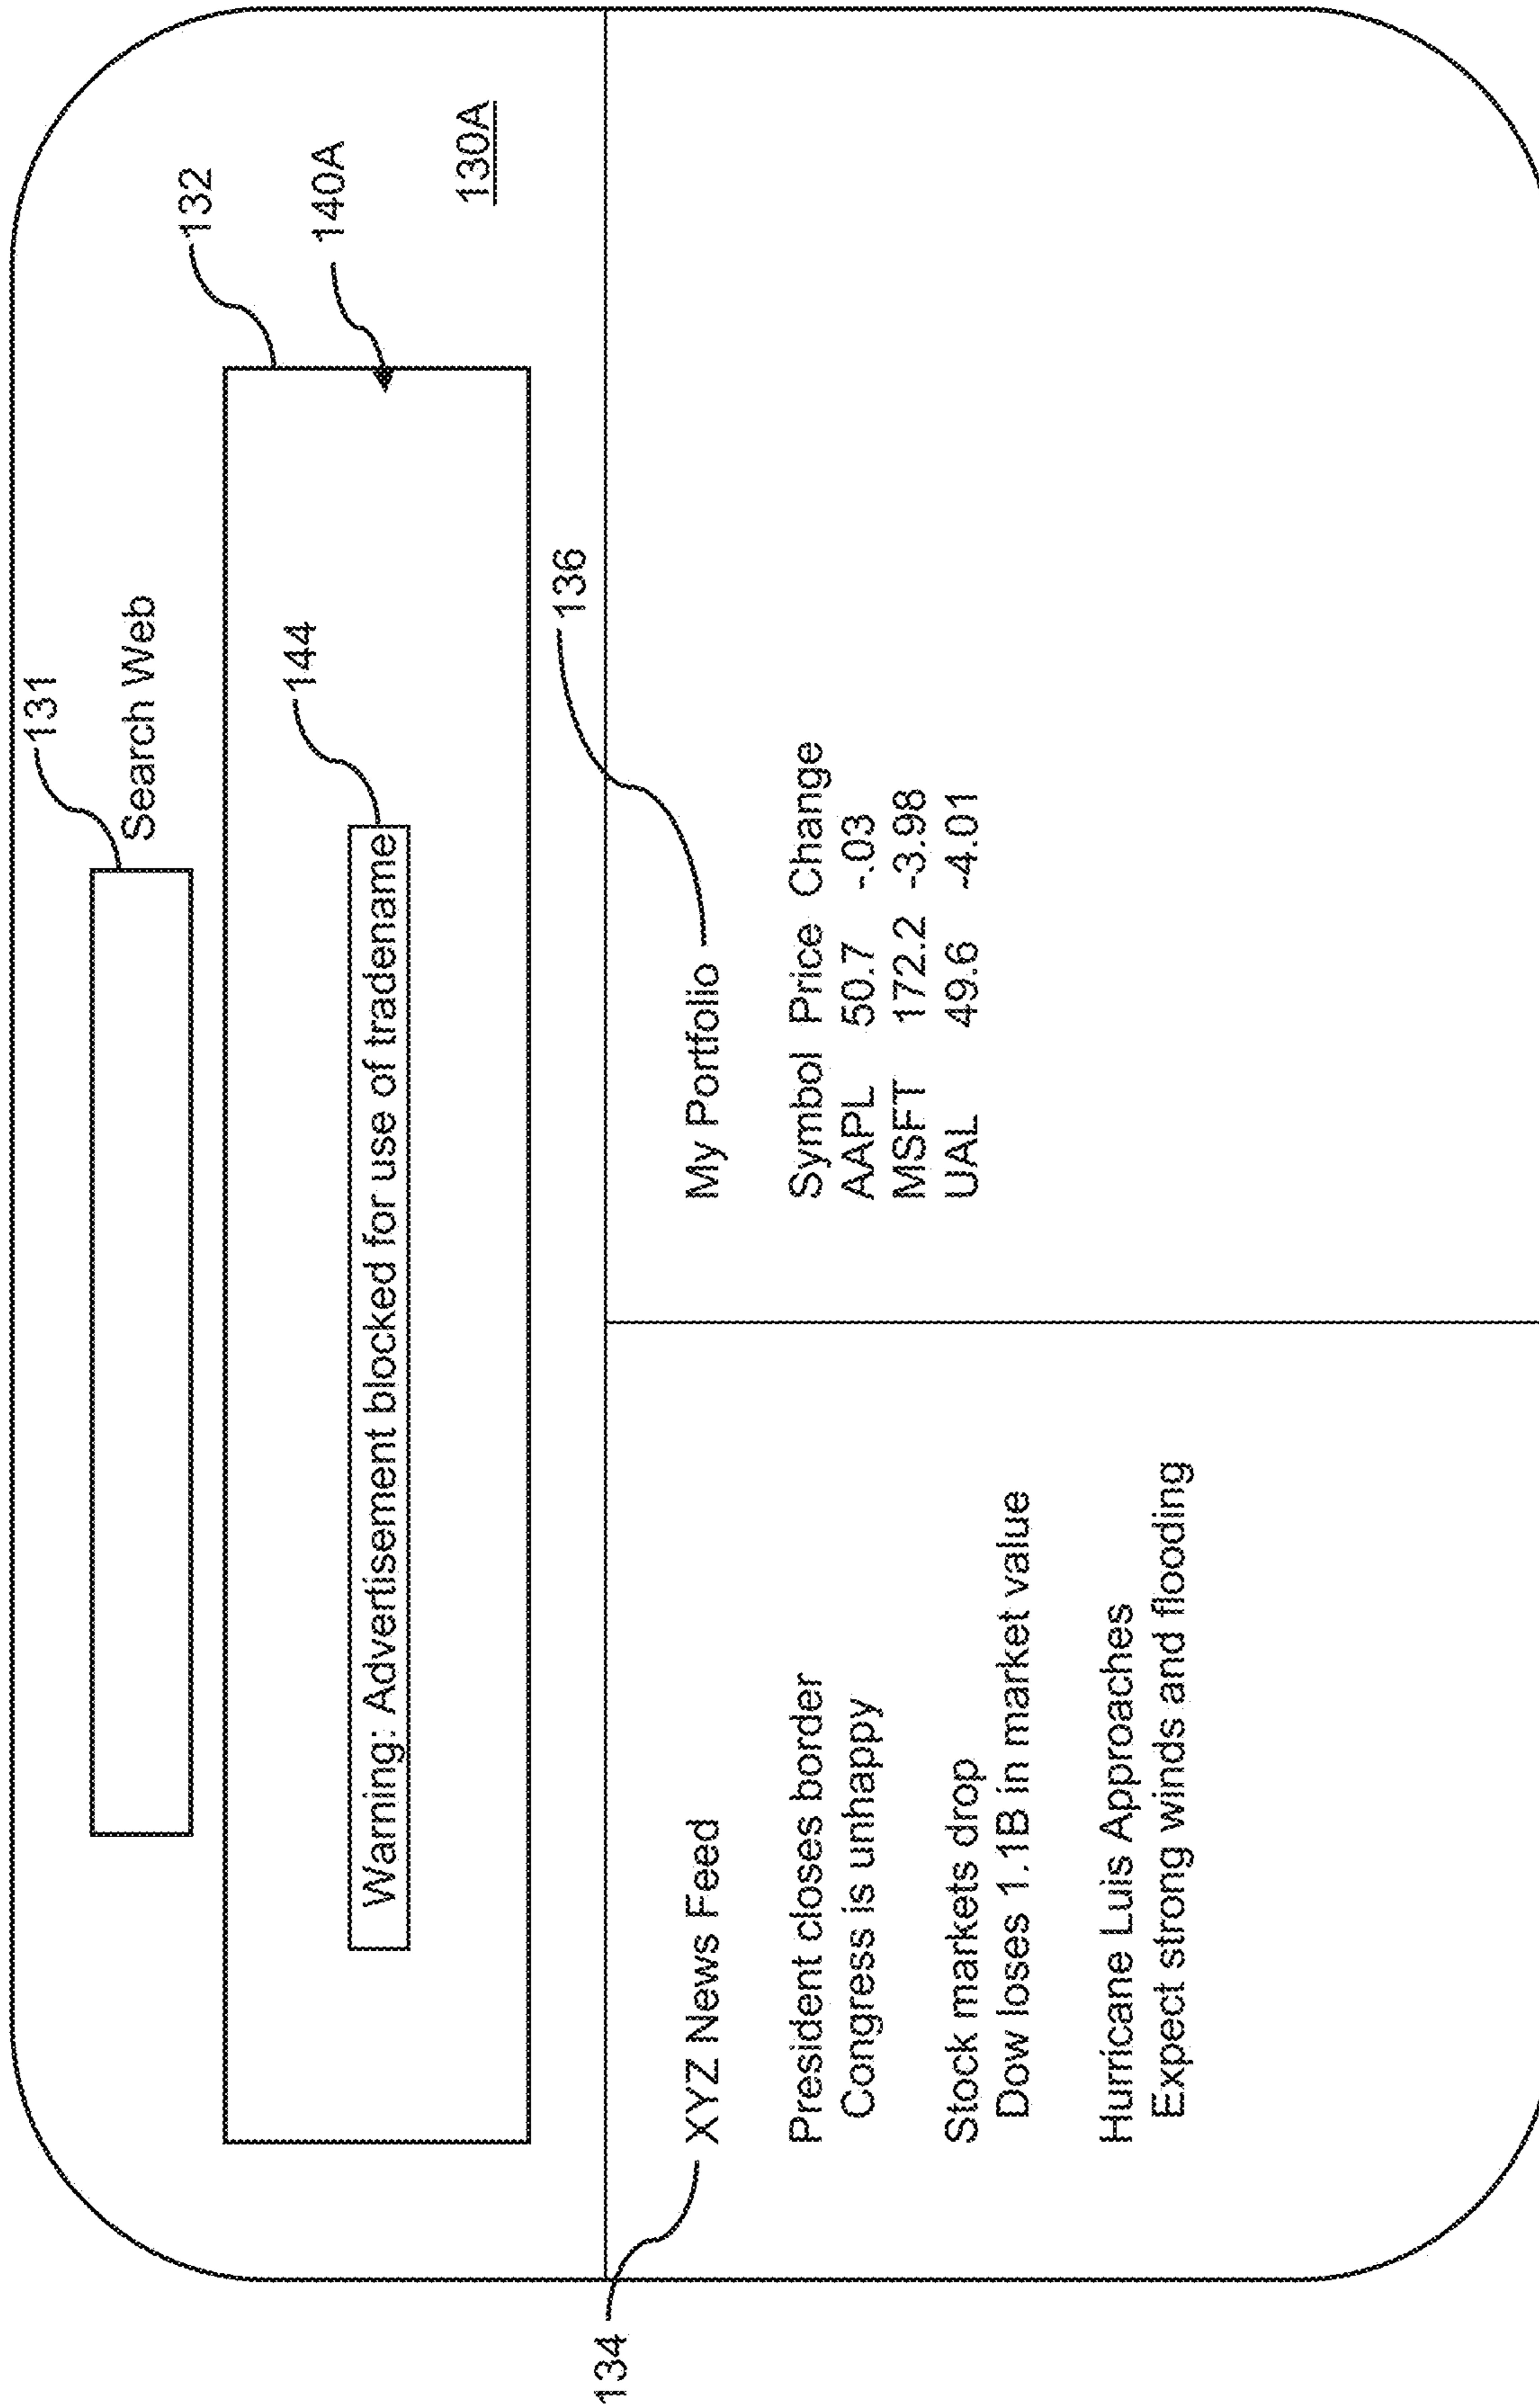 131
Search Web
132
140A
144
Warning: Advertisement blocked for use of tradename
130A
136
134
XYZ News Feed
President closes border
Congress is unhappy
Stock markets drop
Dow loses 1.1B in market value
Hurricane Luis Approaches
Expect strong winds and flooding
My Portfolio
Symbol Price Change
AAPL 50.7 -.03
MSFT 172.2 -3.98
UAL 49.6 -4.01